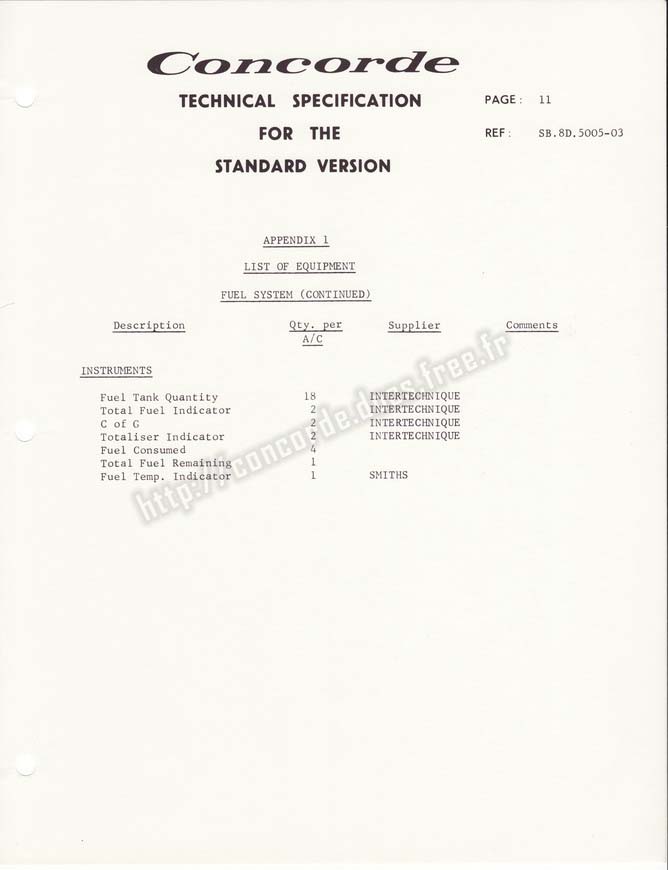 Concorde
TECHNICAL SPECIFICATION
FOR THE
STANDARD VERSION
PAGE: 11
REF: SB.8D.5005-03
APPENDIX 1
LIST OF EQUIPMENT
FUEL SYSTEM (CONTINUED)
Description Qty. per A/C Supplier Comments
INSTRUMENTS
Fuel Tank Quantity 18 INTERTECHNIQUE
Total Fuel Indicator 2 INTERTECHNIQUE
C of G 2 INTERTECHNIQUE
Totaliser Indicator 2 INTERTECHNIQUE
Fuel Consumed 4
Total Fuel Remaining 1
Fuel Temp. Indicator 1 SMITHS
http://concorde.docs.free.fr